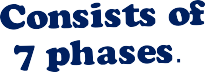 Consists of
7 phases.